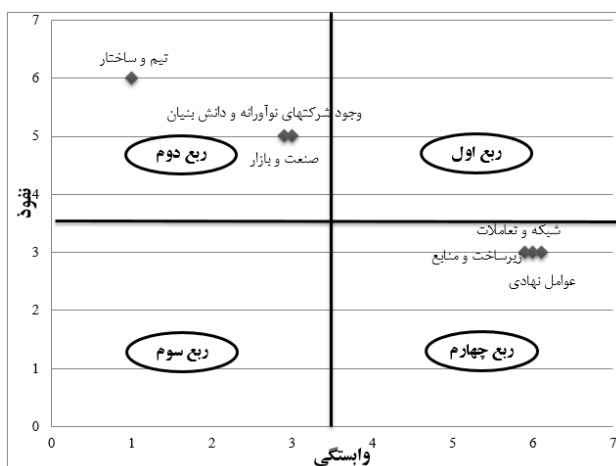 7
6
5
4
3
2
1
0
نفوذ
تیم و ساختار
وجود شرکتهای نوآورانه و دانش بنیان
صنعت و بازار
ربع دوم
ربع اول
شبکه و تعاملات
زیرساخت و منابع
عوامل نهادی
ربع سوم
ربع چهارم
0 1 2 3 4 5 6 7
وابستگی